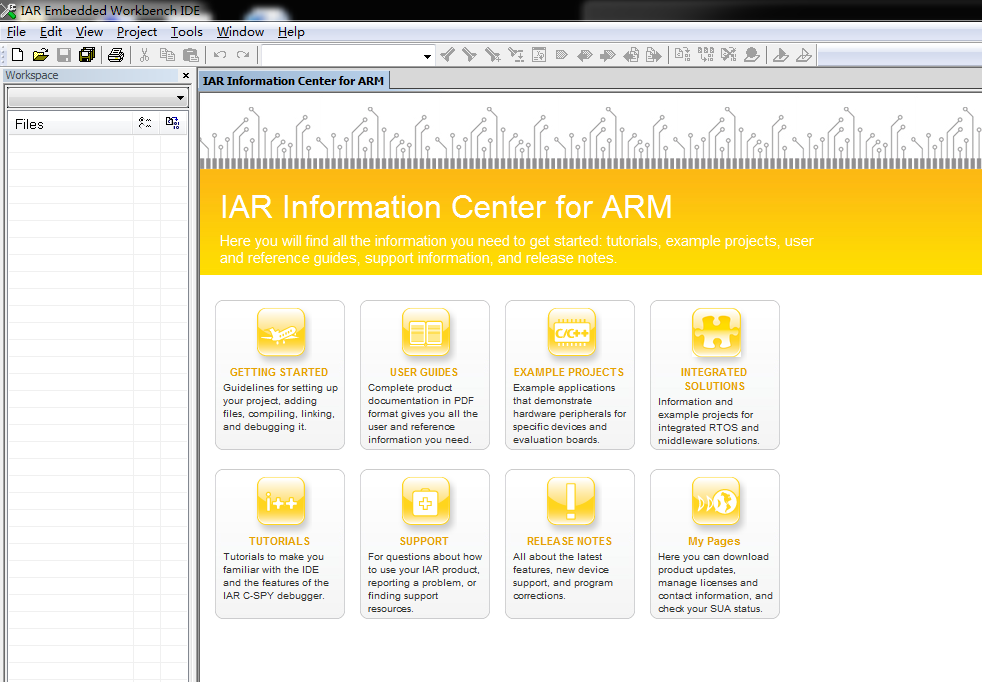 IAR Embedded Workbench IDE
File Edit View Project Tools Window Help
Workspace
IAR Information Center for ARM
Files
IAR Information Center for ARM
Here you will find all the information you need to get started: tutorials, example projects, user
and reference guides, support information, and release notes.
GETTING STARTED
Guidelines for setting up
your project, adding
files, compiling, linking,
and debugging it.
USER GUIDES
Complete product
documentation in PDF
format gives you all the
user and reference
information you need.
C/C++
EXAMPLE PROJECTS
Example applications
that demonstrate
hardware peripherals for
specific devices and
evaluation boards.
INTEGRATED
SOLUTIONS
Information and
example projects for
integrated RTOS and
middleware solutions.
i++
TUTORIALS
Tutorials to make you
familiar with the IDE
and the features of the
IAR C-SPY debugger.
SUPPORT
For questions about how
to use your IAR product,
reporting a problem, or
finding support
resources.
RELEASE NOTES
All about the latest
features, new device
support, and program
corrections.
My Pages
Here you can download
product updates,
manage licenses and
contact information, and
check your SUA status.